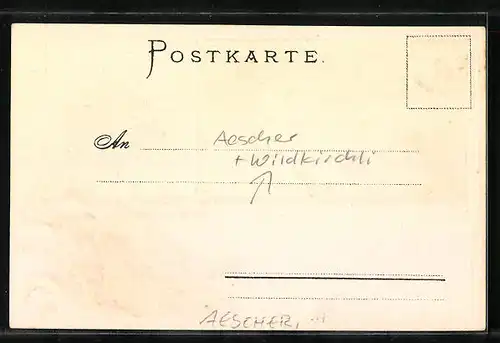 POSTKARTE.
An Aescher
+ Wildkirchli
AESCHER, ...